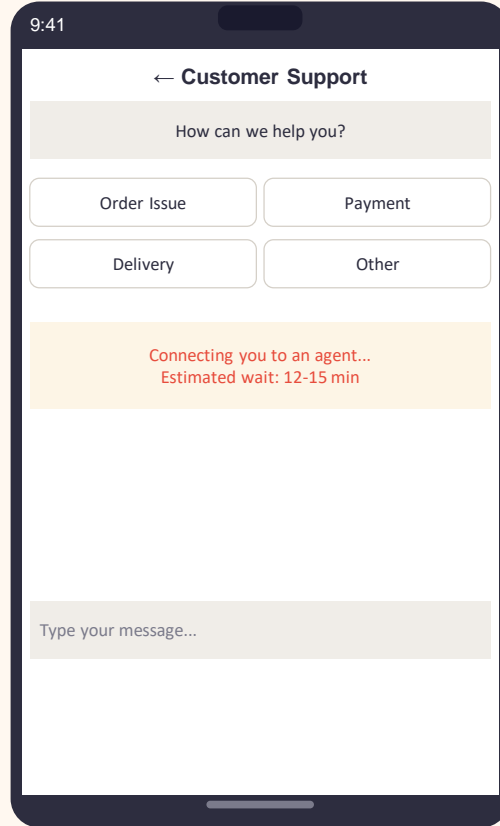 9:41
← Customer Support
How can we help you?
Order Issue
Payment
Delivery
Other
Connecting you to an agent...
Estimated wait: 12-15 min
Type your message...